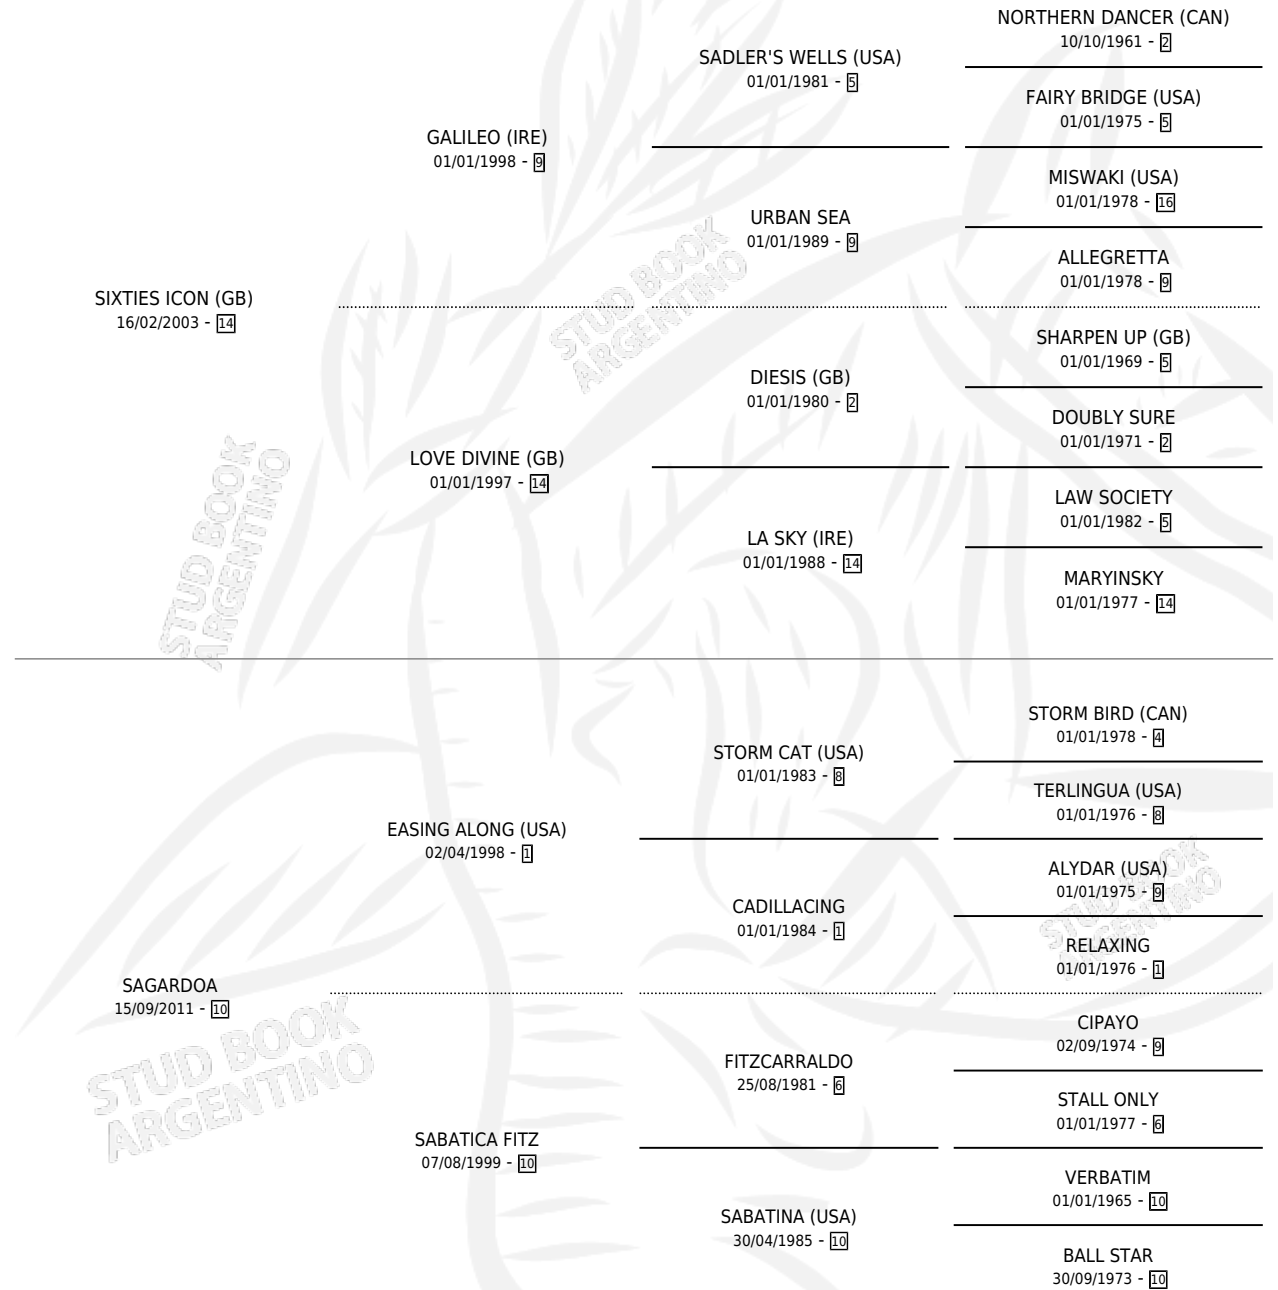 NORTHERN DANCER (CAN)
10/10/1961 - 2
SADLER'S WELLS (USA)
01/01/1981 - 5
FAIRY BRIDGE (USA)
01/01/1975 - 5
GALILEO (IRE)
01/01/1998 - 9
MISWAKI (USA)
01/01/1978 - 16
URBAN SEA
01/01/1989 - 9
ALLEGRETTA
01/01/1978 - 9
SIXTIES ICON (GB)
16/02/2003 - 14
STUD BOOK
ARGENTINO
SHARPEN UP (GB)
01/01/1969 - 5
DIESIS (GB)
01/01/1980 - 2
DOUBLY SURE
01/01/1971 - 2
LOVE DIVINE (GB)
01/01/1997 - 14
LAW SOCIETY
01/01/1982 - 5
LA SKY (IRE)
01/01/1988 - 14
MARYINSKY
01/01/1977 - 14
STUD BOOK
ARGENTINO
STORM BIRD (CAN)
01/01/1978 - 4
STORM CAT (USA)
01/01/1983 - 8
TERLINGUA (USA)
01/01/1976 - 8
EASING ALONG (USA)
02/04/1998 - 1
ALYDAR (USA)
01/01/1975 - 9
CADILLACING
01/01/1984 - 1
STUD BOOK
ARGENTINO
RELAXING
01/01/1976 - 1
SAGARDOA
15/09/2011 - 10
CIPAYO
02/09/1974 - 9
FITZCARRALDO
25/08/1981 - 6
STALL ONLY
01/01/1977 - 6
STUD BOOK
ARGENTINO
SABATICA FITZ
07/08/1999 - 10
VERBATIM
01/01/1965 - 10
SABATINA (USA)
30/04/1985 - 10
BALL STAR
30/09/1973 - 10